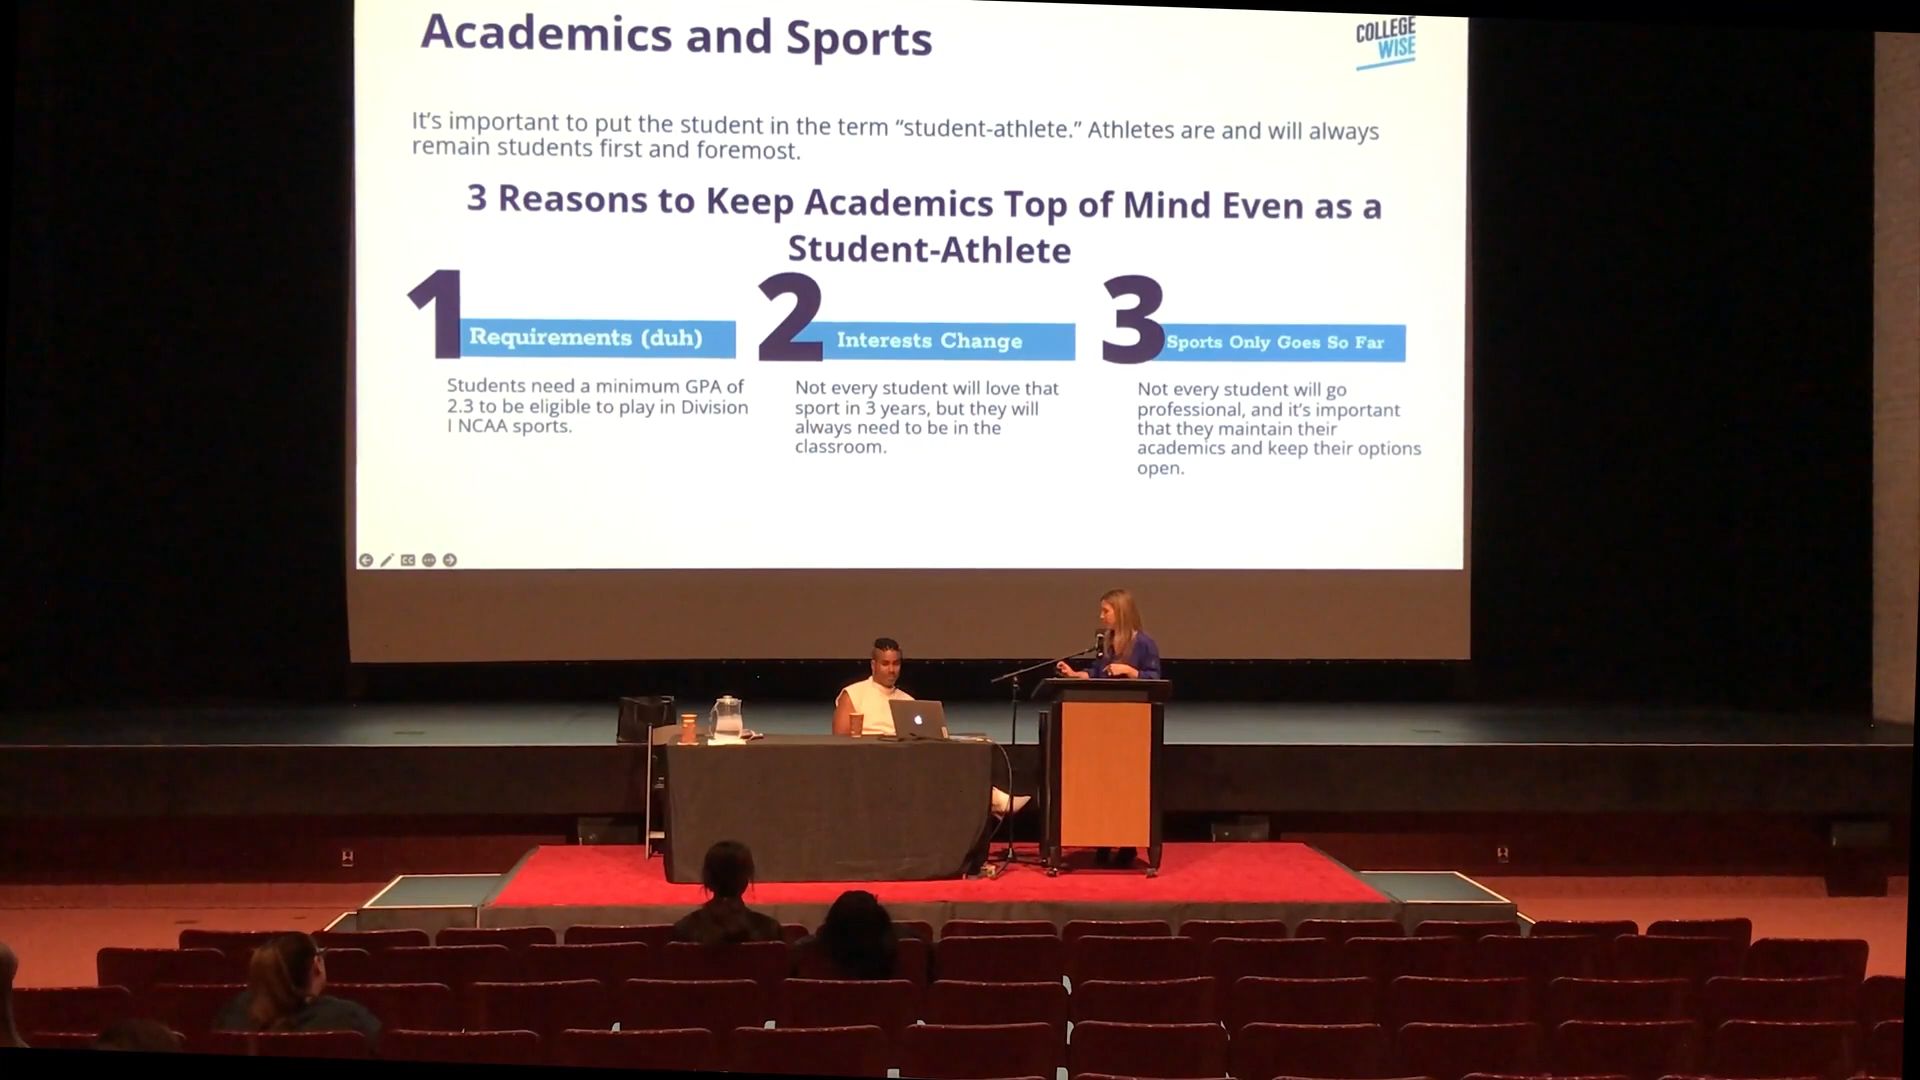 Academics and Sports
COLLEGE
WISE
It’s important to put the student in the term “student-athlete.” Athletes are and will always
remain students first and foremost.
3 Reasons to Keep Academics Top of Mind Even as a
Student-Athlete
1
Requirements (duh)
Students need a minimum GPA of
2.3 to be eligible to play in Division
I NCAA sports.
2
Interests Change
Not every student will love that
sport in 3 years, but they will
always need to be in the
classroom.
3
Sports Only Goes So Far
Not every student will go
professional, and it’s important
that they maintain their
academics and keep their options
open.
CC